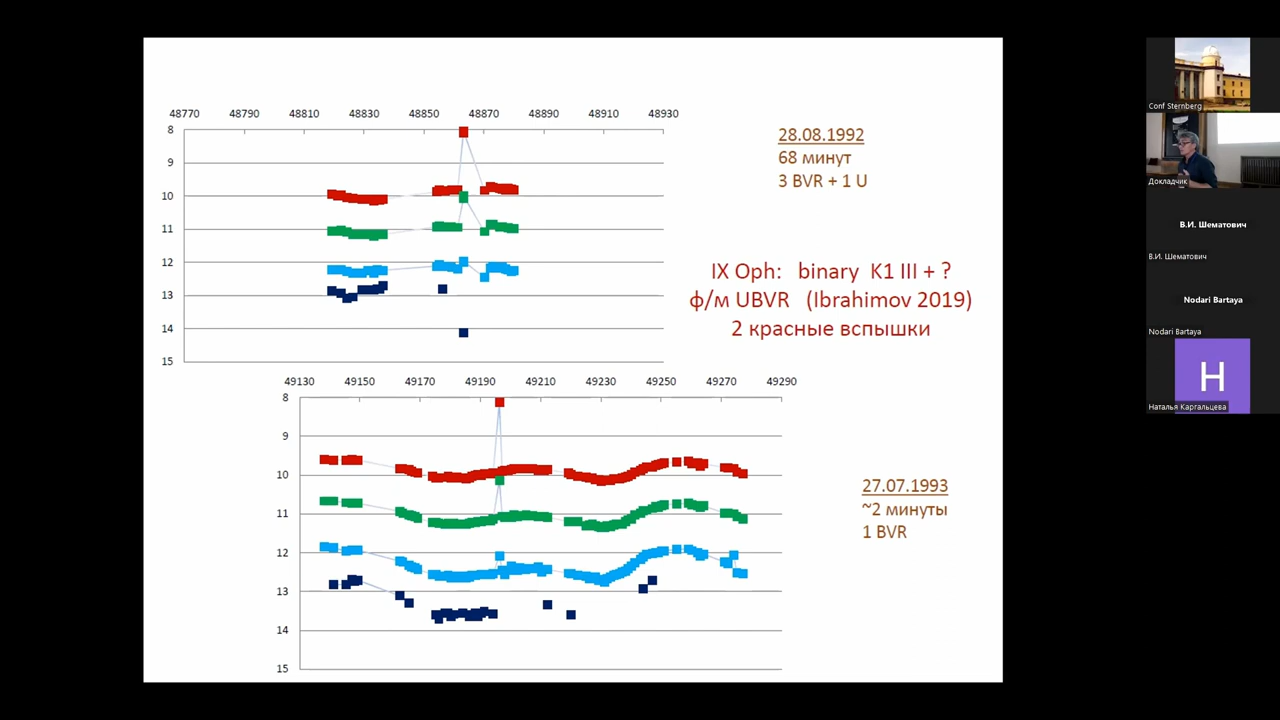 48770 48790 48810 48830 48850 48870 48890 48910 48930
8
9
10
11
12
13
14
15
28.08.1992
68 минут
3 BVR + 1 U
IX Oph: binary K1 III + ?
ф/м UBVR (Ibrahimov 2019)
2 красные вспышки
49130 49150 49170 49190 49210 49230 49250 49270 49290
8
9
10
11
12
13
14
15
27.07.1993
~2 минуты
1 BVR
Conf Sternberg
Докладчик
В.И. Шематович
В.И. Шематович
Nodari Bartaya
Nodari Bartaya
Н
Наталья Каргальцева